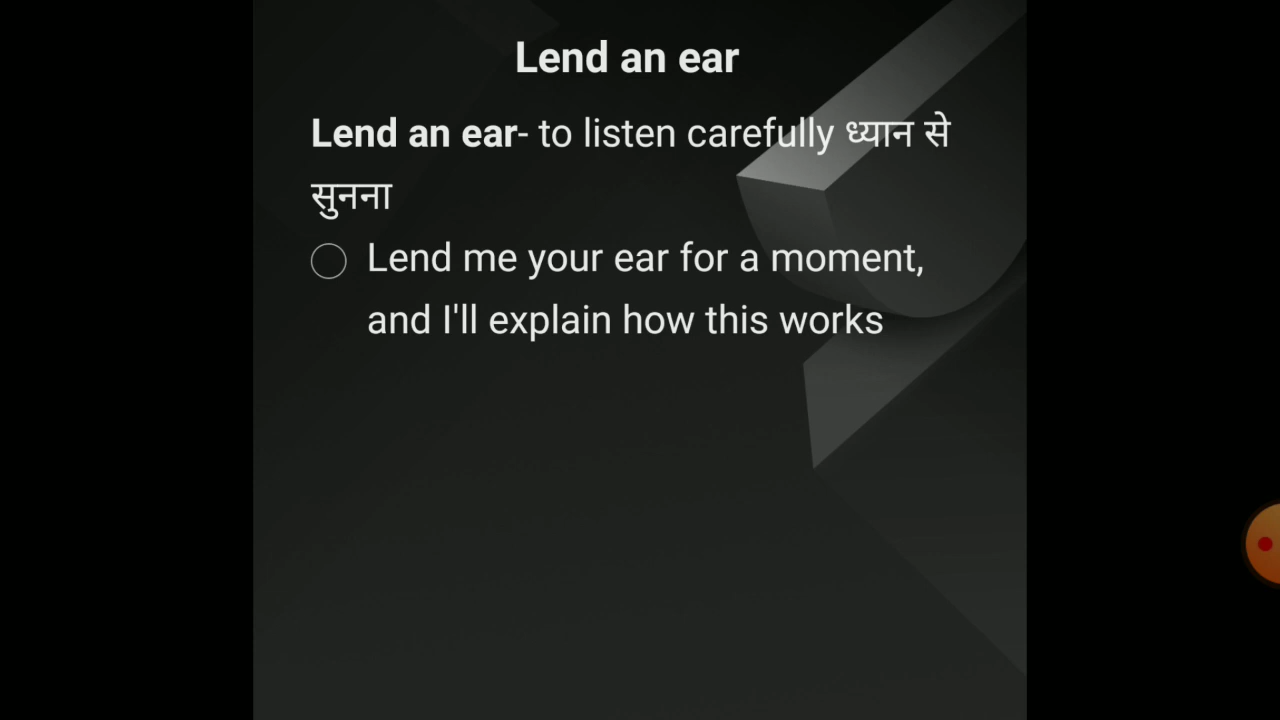 Lend an ear
Lend an ear- to listen carefully ध्यान से
सुनना
Lend me your ear for a moment,
and I'll explain how this works